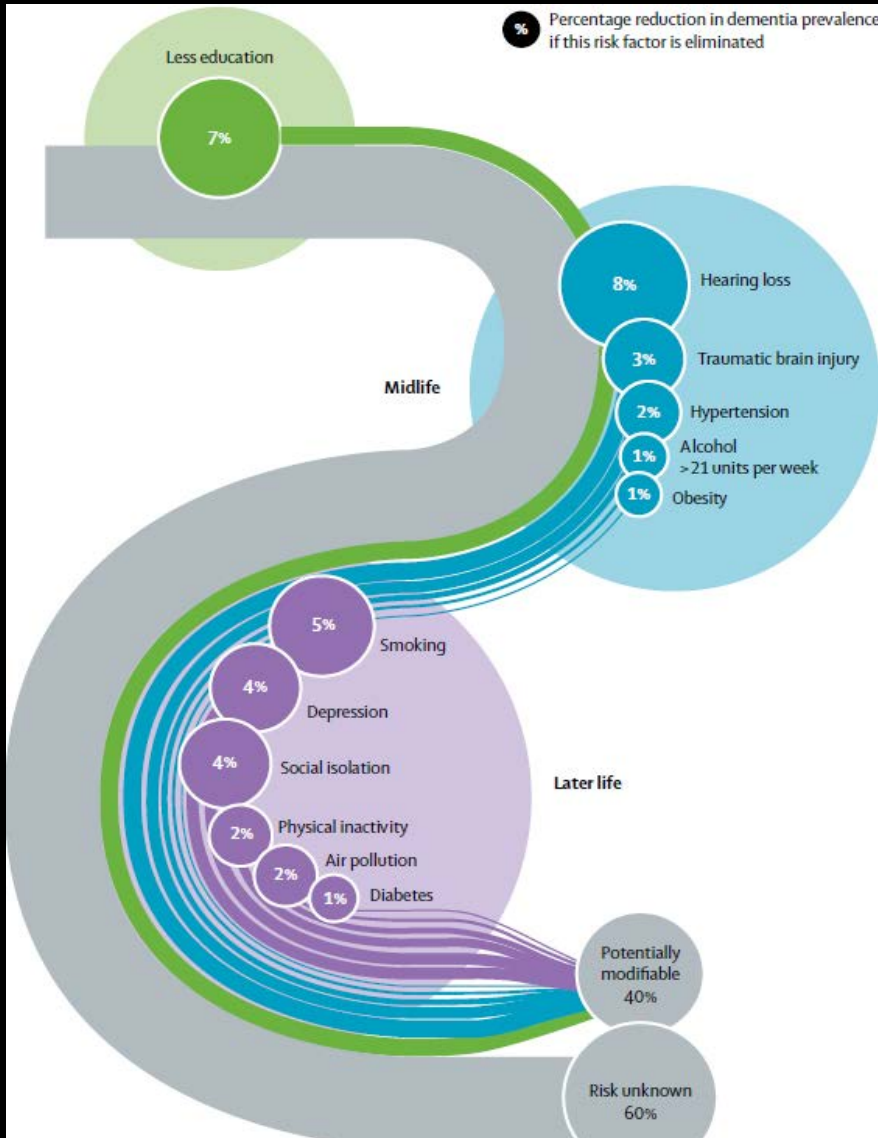 %
Percentage reduction in dementia prevalence
if this risk factor is eliminated
Less education
7%
8%
Hearing loss
3%
Traumatic brain injury
Midlife
2%
Hypertension
1%
Alcohol
>21 units per week
1%
Obesity
5%
Smoking
4%
Depression
4%
Social isolation
Later life
2%
Physical inactivity
2%
Air pollution
1%
Diabetes
Potentially
modifiable
40%
Risk unknown
60%